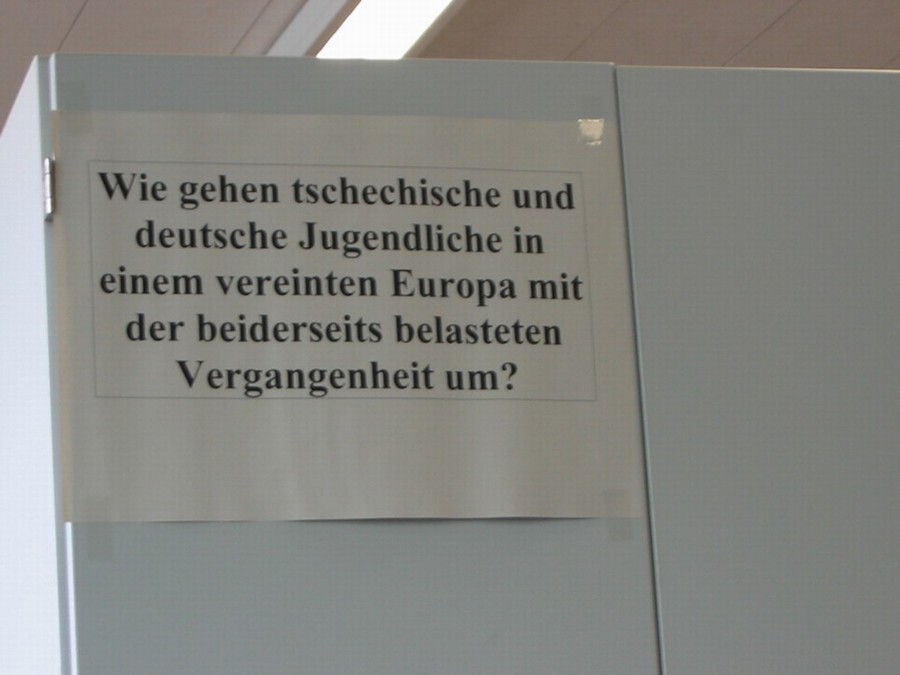 Wie gehen tschechische und
deutsche Jugendliche in
einem vereinten Europa mit
der beiderseits belasteten
Vergangenheit um?